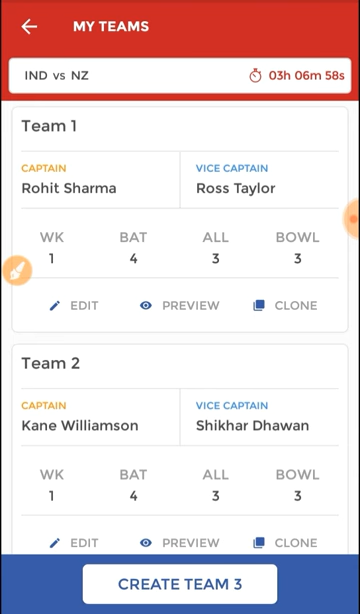 MY TEAMS
IND vs NZ 03h 06m 58s
Team 1
CAPTAIN VICE CAPTAIN
Rohit Sharma Ross Taylor
WK BAT ALL BOWL
1 4 3 3
EDIT PREVIEW CLONE
Team 2
CAPTAIN VICE CAPTAIN
Kane Williamson Shikhar Dhawan
WK BAT ALL BOWL
1 4 3 3
EDIT PREVIEW CLONE
CREATE TEAM 3